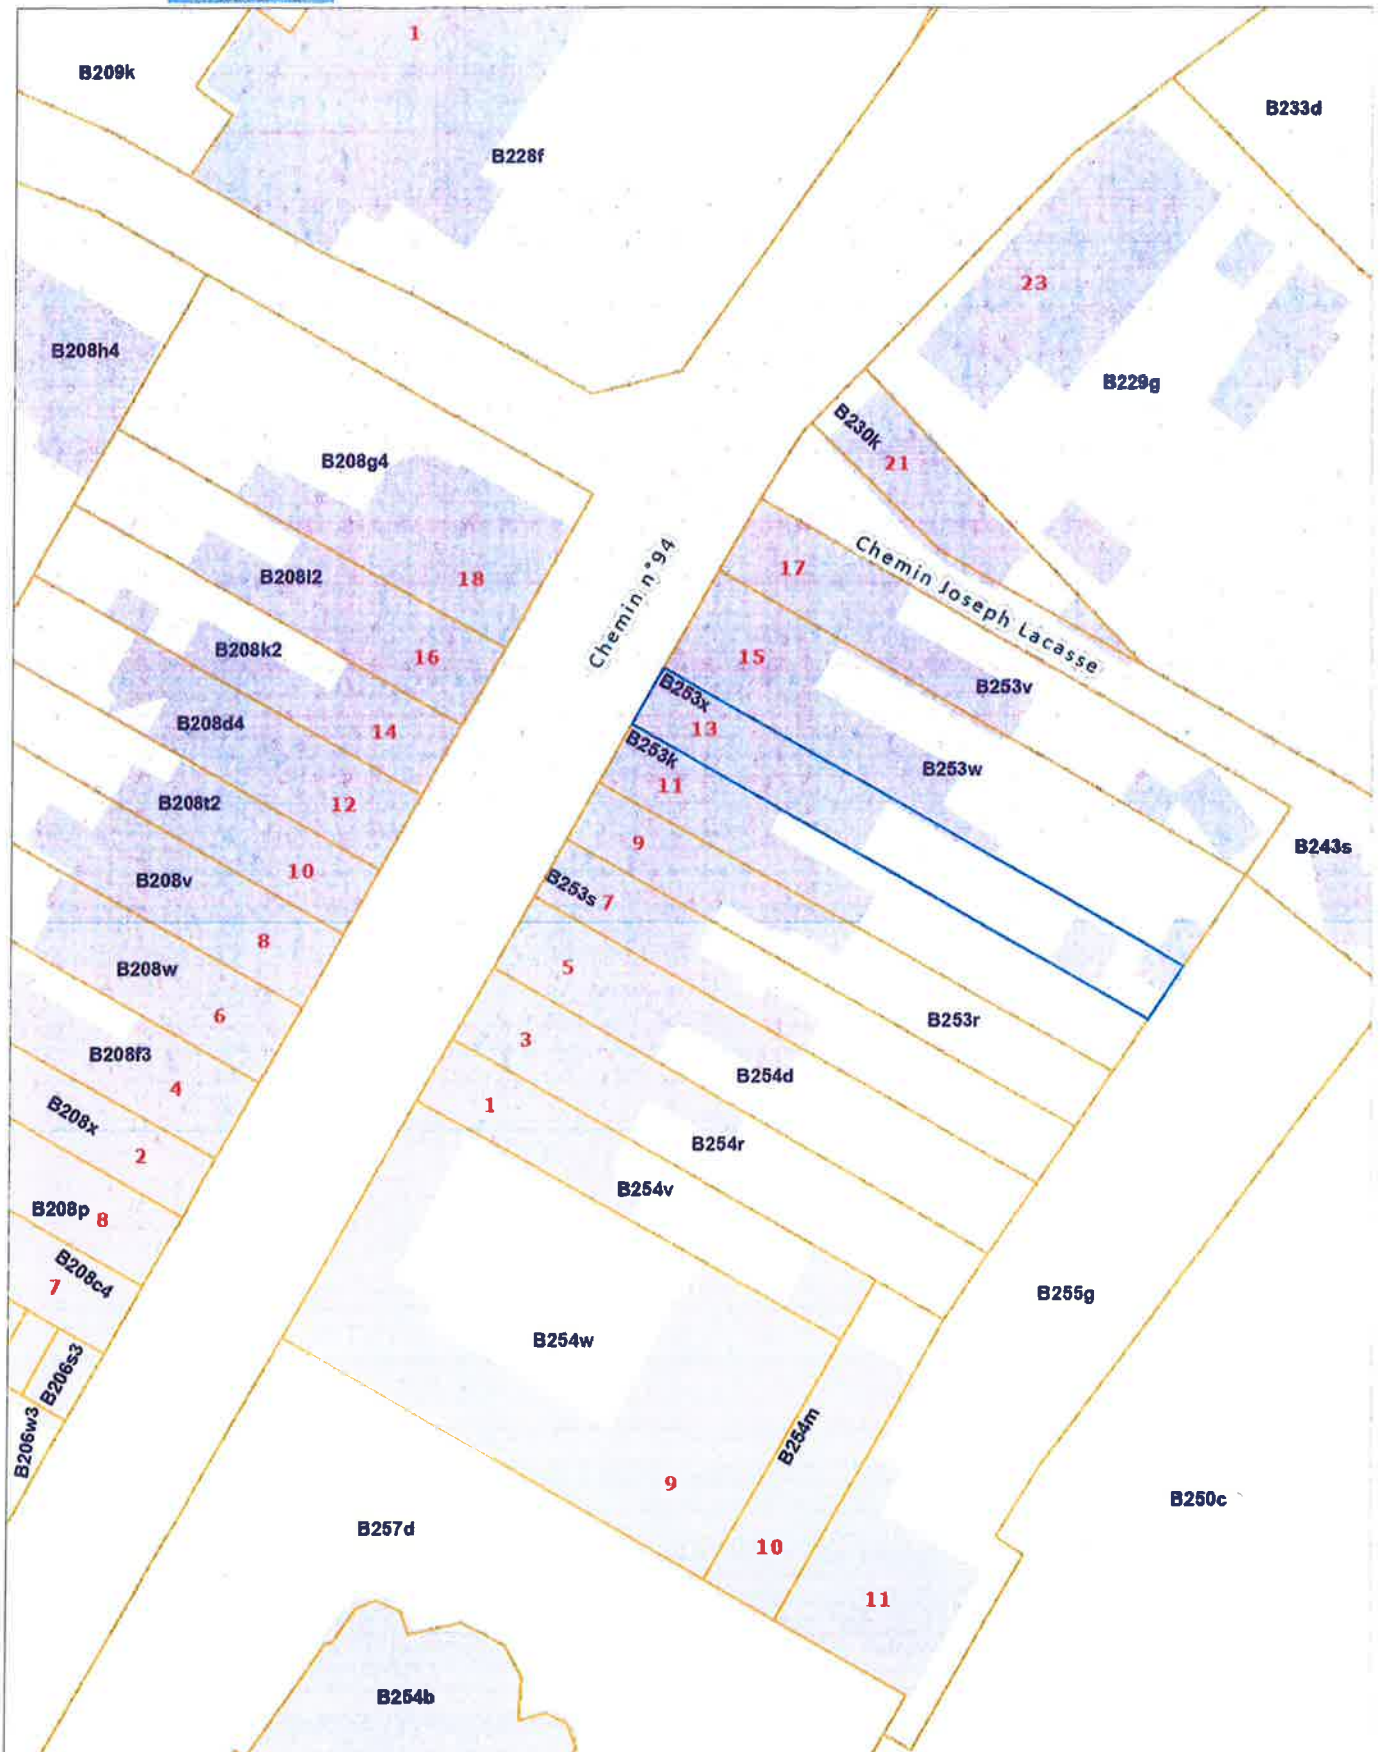 1
B209k
B233d
B228f
23
B208h4
B229g
B230k
21
B208g4
Chemin n°94
17
Chemin Joseph Lacasse
B208l2
18
B208k2
16
15
B253v
B253x
13
B208d4
14
B253k
B253w
11
B208t2
12
9
B243s
10
B208v
B253s
7
8
B208w
5
6
B253r
3
B208f3
B254d
4
1
B208x
B254r
2
B254v
B208p
8
B208c4
7
B255g
B254w
B206s3
B206w3
B254m
9
B250c
B257d
10
11
B254b